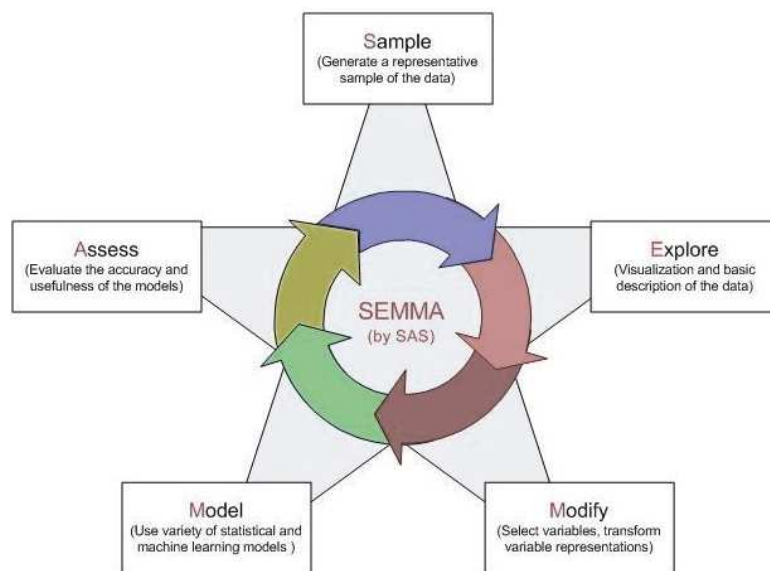 Sample
(Generate a representative
sample of the data)
Explore
(Visualization and basic
description of the data)
Modify
(Select variables, transform
variable representations)
Model
(Use variety of statistical and
machine learning models )
Assess
(Evaluate the accuracy and
usefulness of the models)
SEMMA
(by SAS)